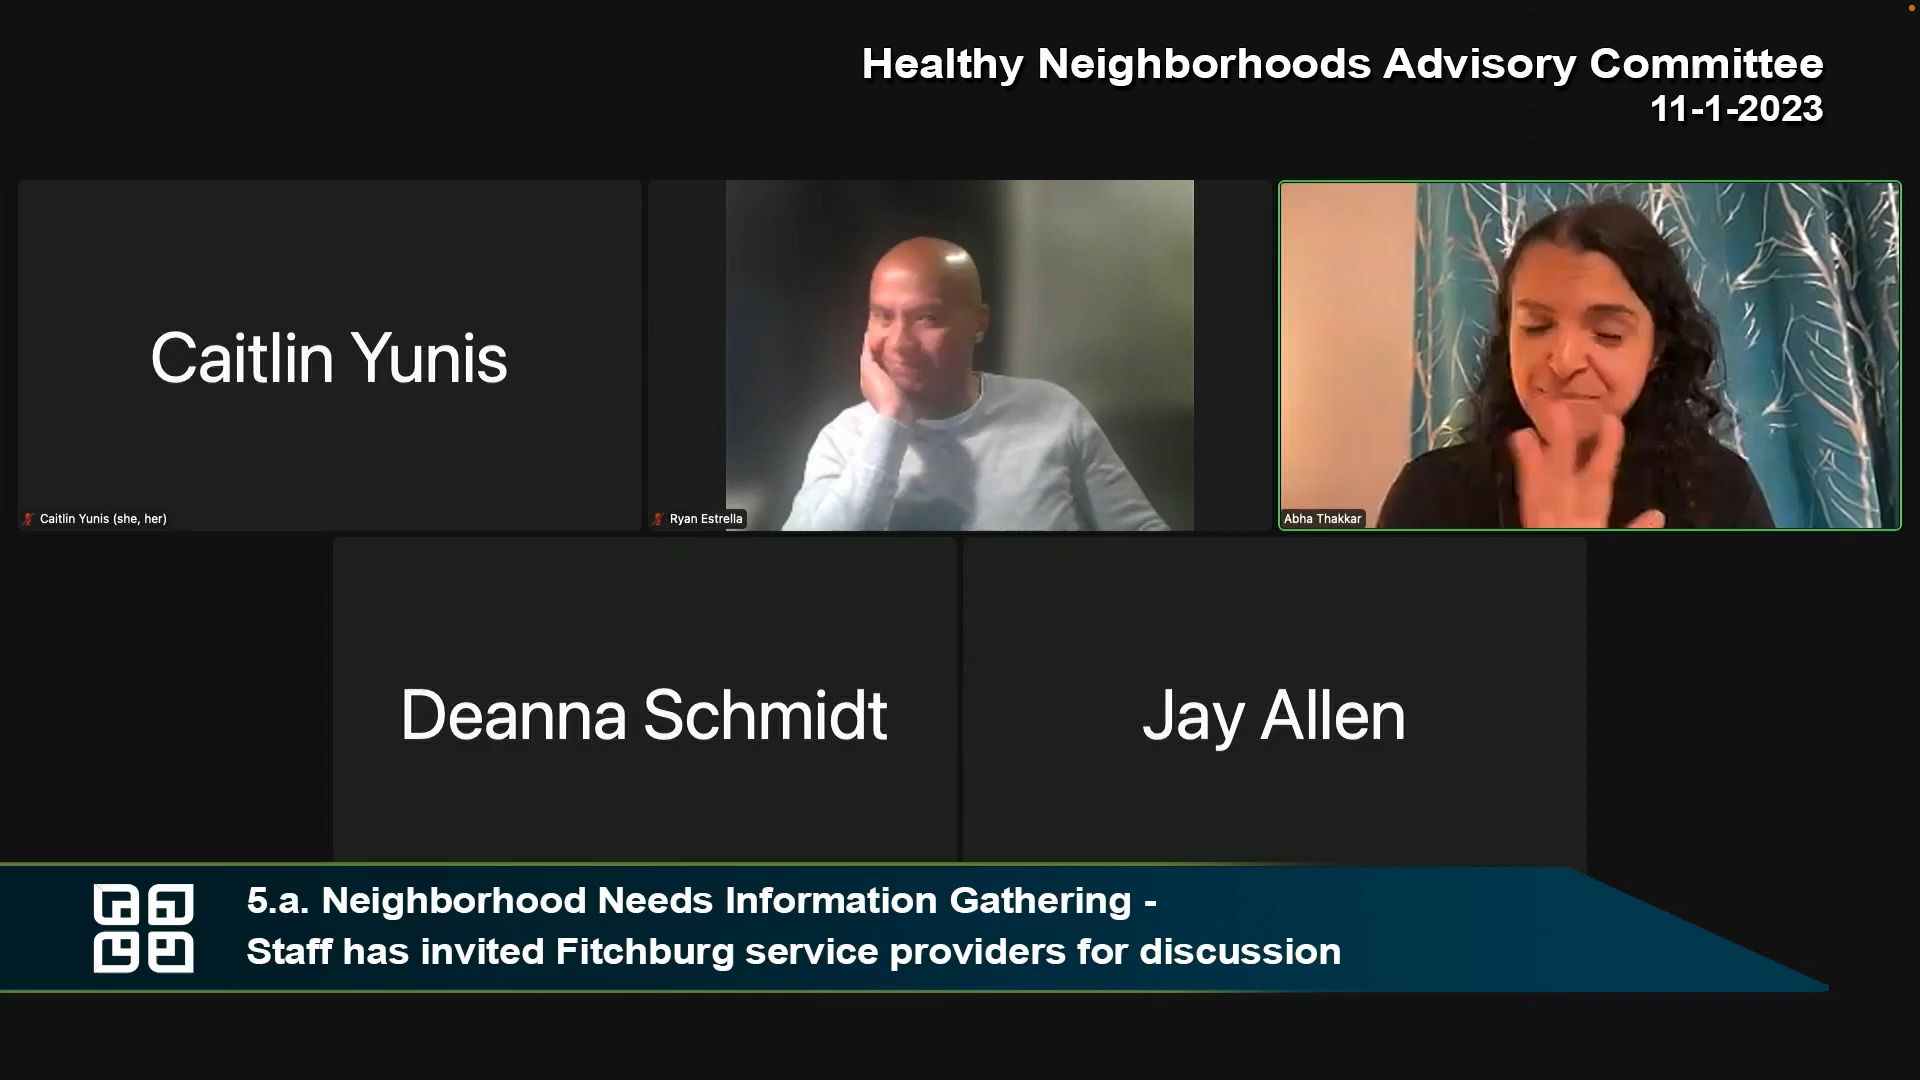 Healthy Neighborhoods Advisory Committee
11-1-2023
Caitlin Yunis
Caitlin Yunis (she, her)
Ryan Estrella
Abha Thakkar
Deanna Schmidt
Jay Allen
5.a. Neighborhood Needs Information Gathering -
Staff has invited Fitchburg service providers for discussion